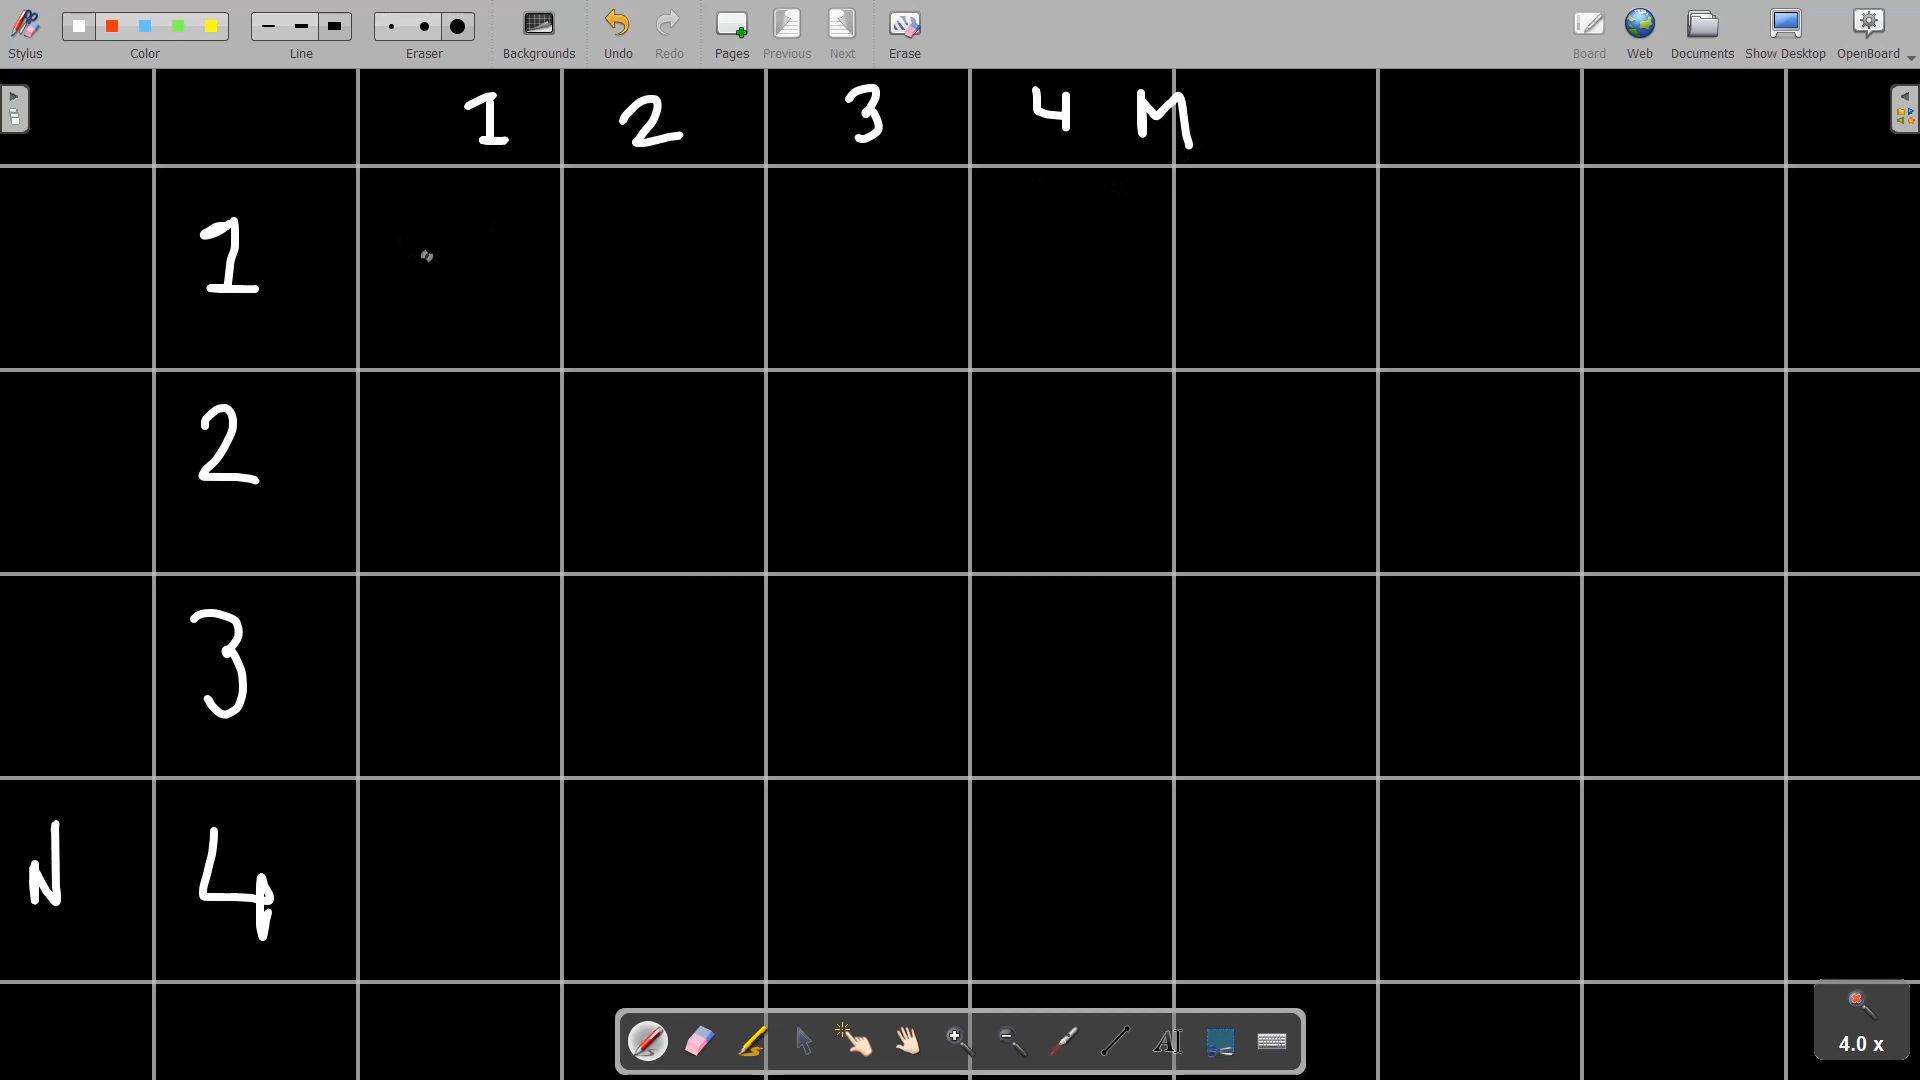 Stylus Color Line Eraser Backgrounds Undo Redo Pages Previous Next Erase Board Web Documents Show Desktop OpenBoard
1 2 3 4 M
1
2
3
N 4
AI
4.0 x